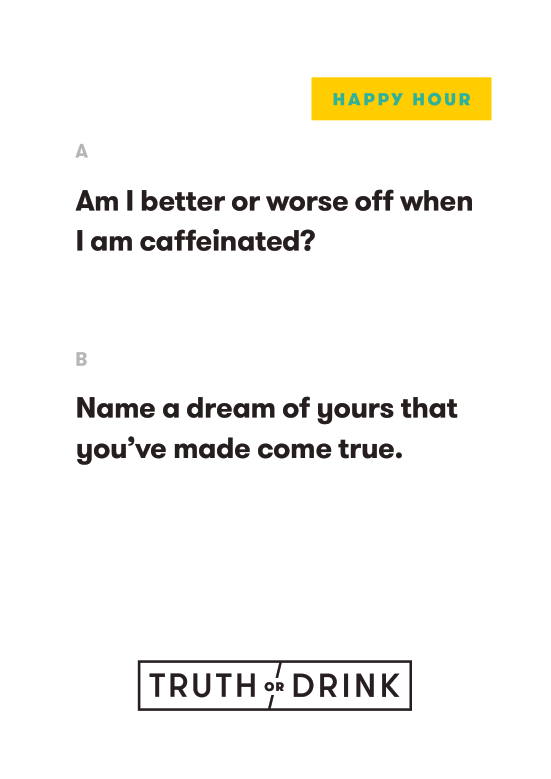 HAPPY HOUR
A
Am I better or worse off when
I am caffeinated?
B
Name a dream of yours that
you’ve made come true.
TRUTH OR DRINK